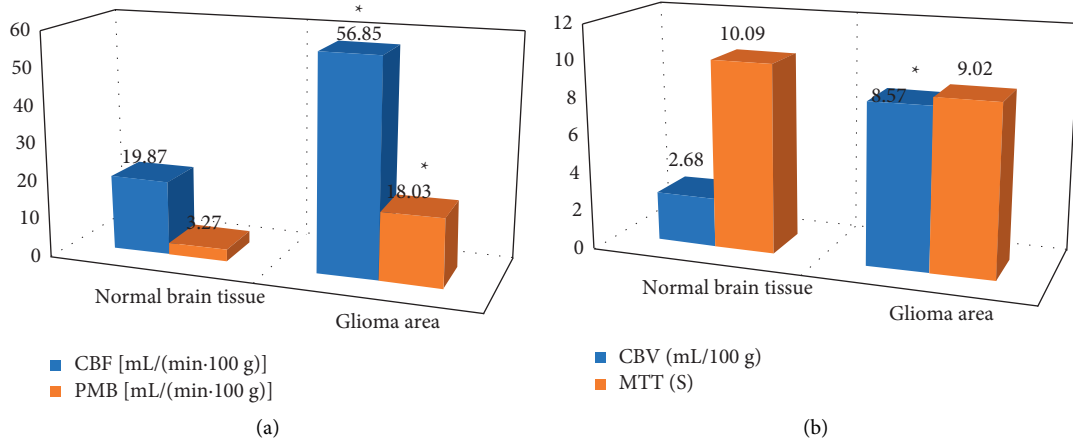 60
50
40
30
20
10
0
19.87
3.27
*
56.85
*
18.03
Normal brain tissue
Glioma area
CBF [mL/(min·100 g)]
PMB [mL/(min·100 g)]
(a)
12
10
8
6
4
2
0
2.68
10.09
*
8.57
9.02
Normal brain tissue
Glioma area
CBV (mL/100 g)
MTT (S)
(b)